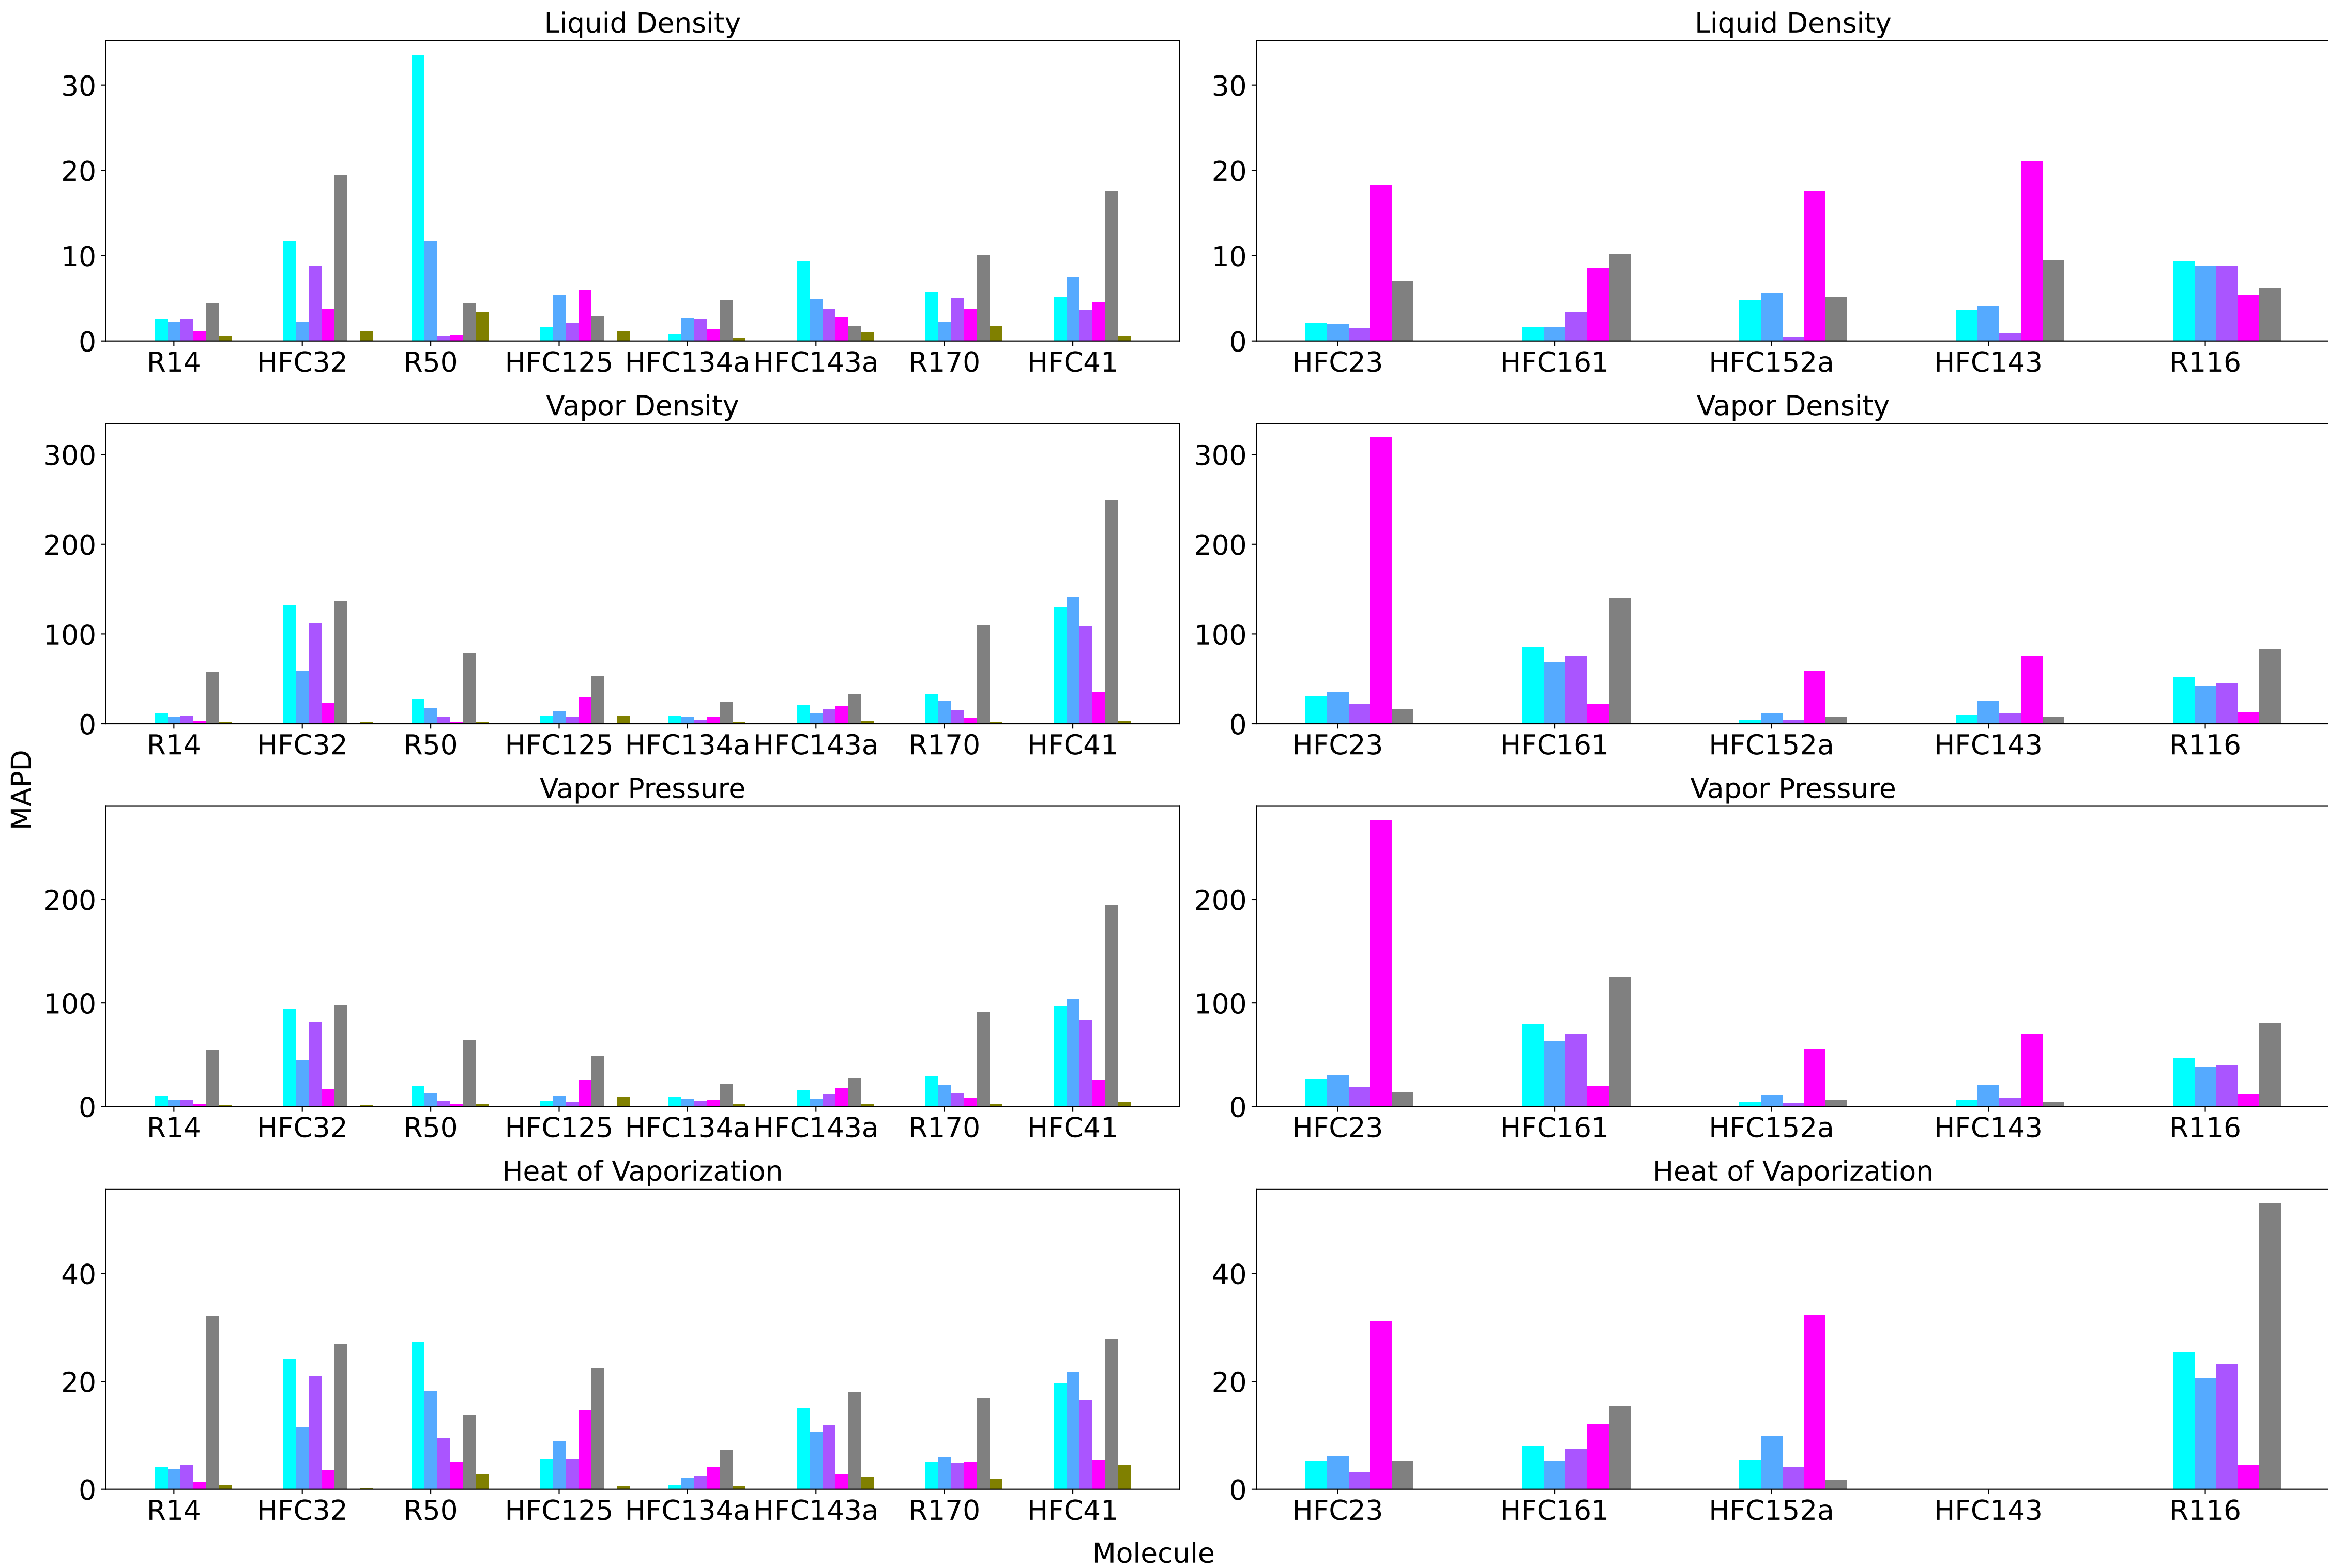 Liquid Density
30
20
10
0
R14 HFC32 R50 HFC125 HFC134a HFC143a R170 HFC41
Liquid Density
30
20
10
0
HFC23 HFC161 HFC152a HFC143 R116
Vapor Density
300
200
100
0
R14 HFC32 R50 HFC125 HFC134a HFC143a R170 HFC41
Vapor Density
300
200
100
0
HFC23 HFC161 HFC152a HFC143 R116
MAPD
Vapor Pressure
200
100
0
R14 HFC32 R50 HFC125 HFC134a HFC143a R170 HFC41
Vapor Pressure
200
100
0
HFC23 HFC161 HFC152a HFC143 R116
Heat of Vaporization
40
20
0
R14 HFC32 R50 HFC125 HFC134a HFC143a R170 HFC41
Heat of Vaporization
40
20
0
HFC23 HFC161 HFC152a HFC143 R116
Molecule